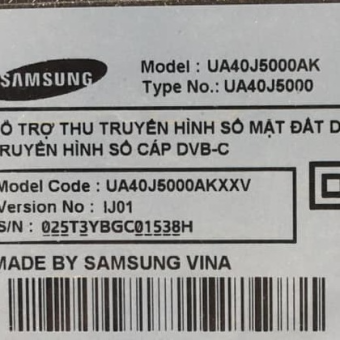 SAMSUNG
Model : UA40J5000AK
Type No.: UA40J5000
Ỗ TRỢ THU TRUYỀN HÌNH SỐ MẶT ĐẤT D
RUYỀN HÌNH SỐ CÁP DVB-C
Model Code : UA40J5000AKXXV
Version No : IJ01
S/N : 025T3YBGC01538H
MADE BY SAMSUNG VINA